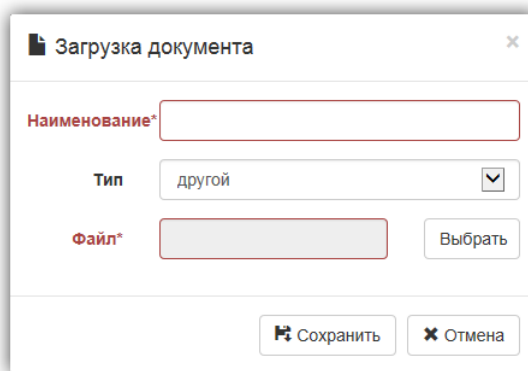 Загрузка документа ×
Наименование*
Тип другой
Файл* Выбрать
Сохранить Отмена